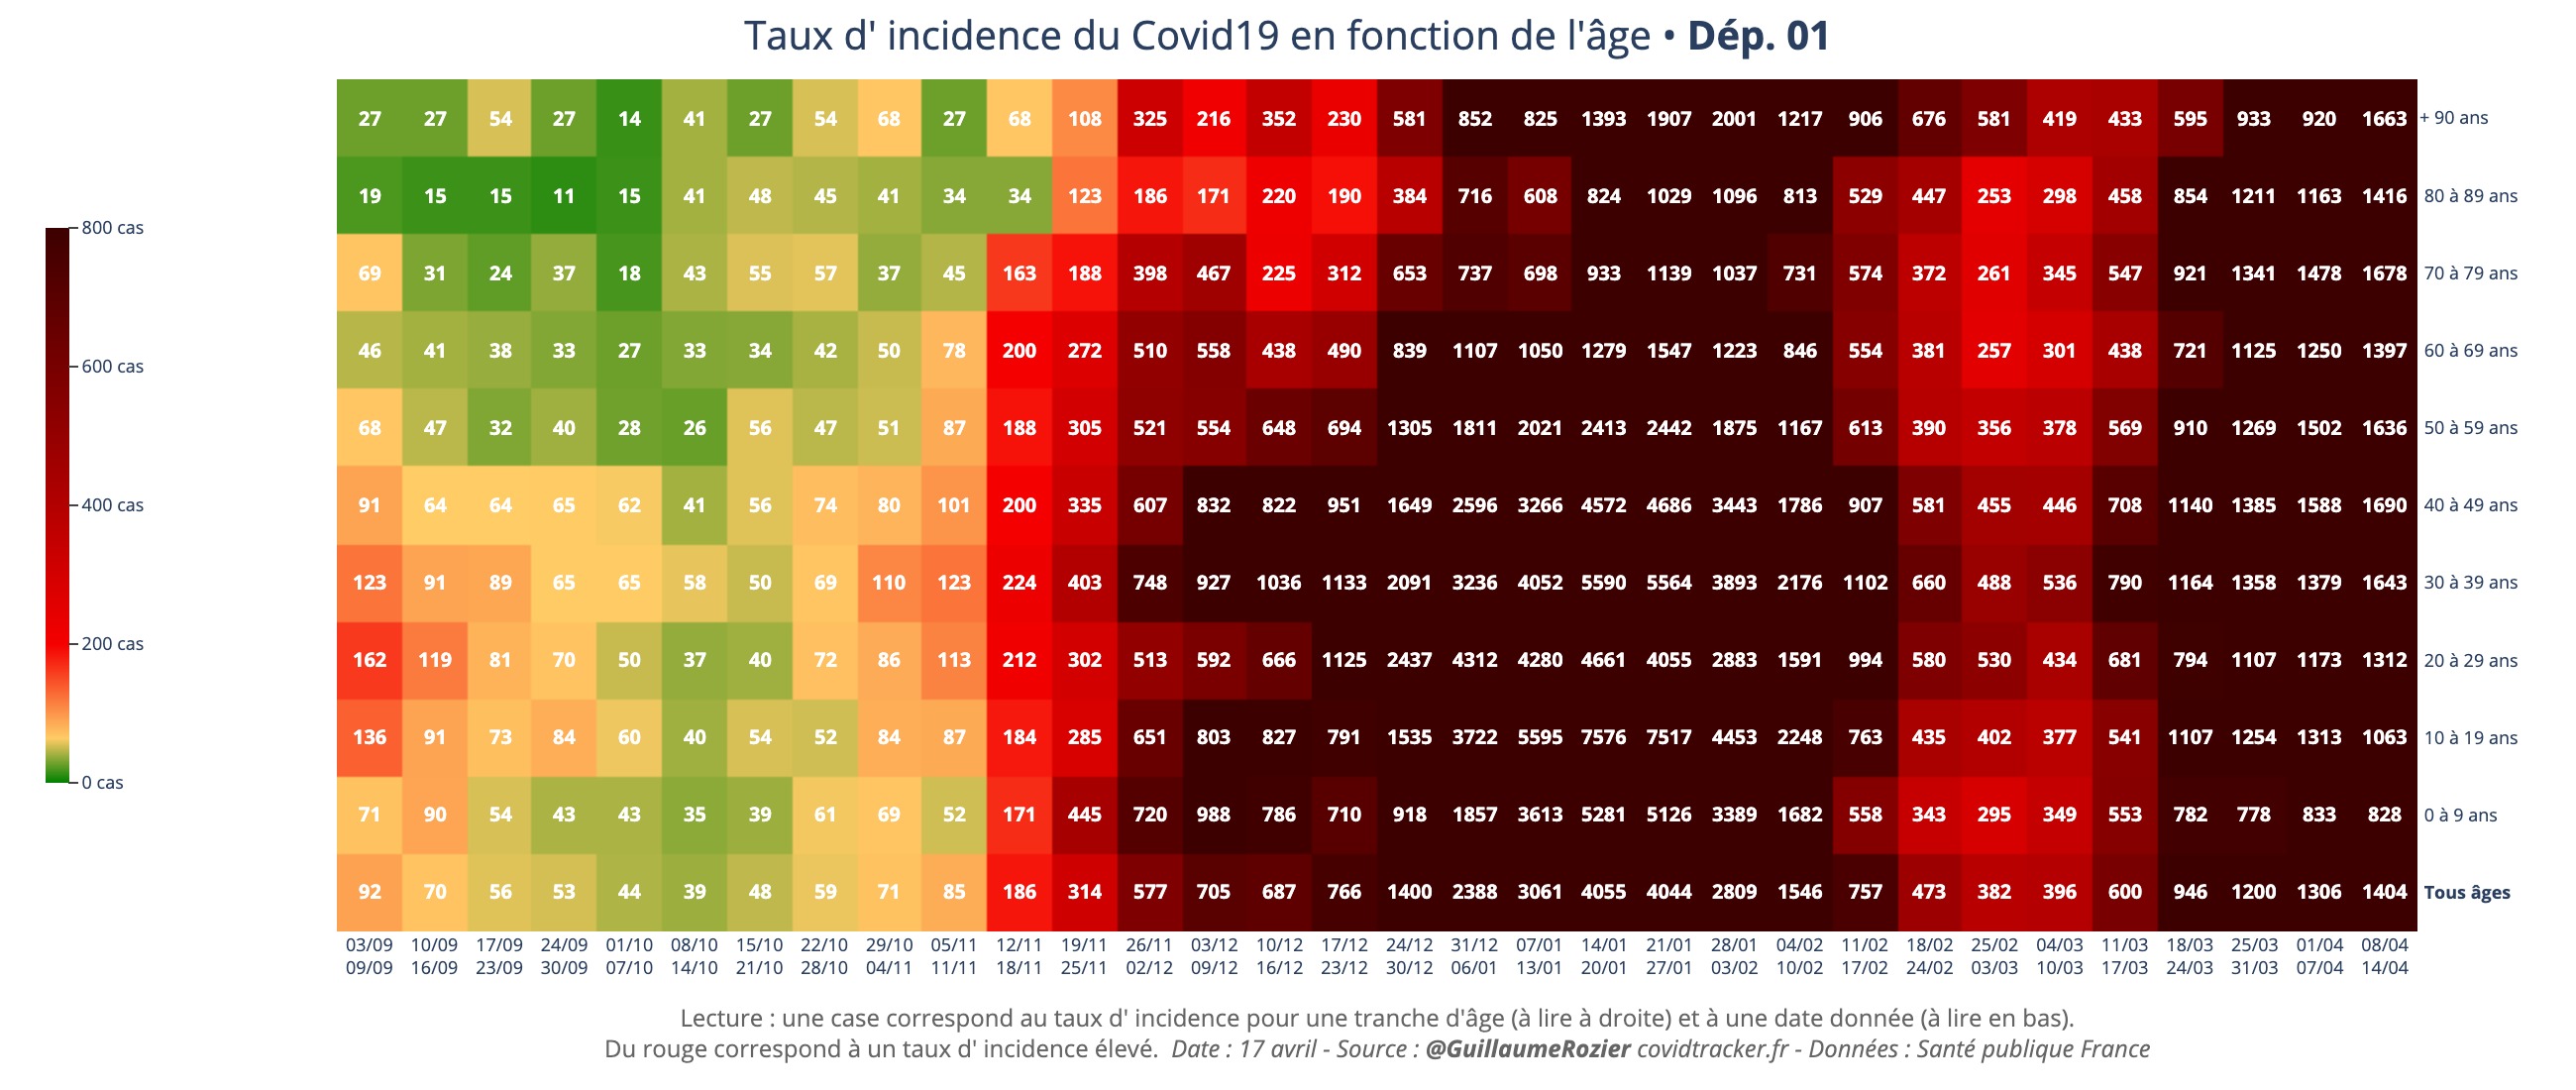 Taux d' incidence du Covid19 en fonction de l'âge • Dép. 01
800 cas
600 cas
400 cas
200 cas
0 cas
27 27 54 27 14 41 27 54 68 27 68 108 325 216 352 230 581 852 825 1393 1907 2001 1217 906 676 581 419 433 595 933 920 1663 + 90 ans
19 15 15 11 15 41 48 45 41 34 34 123 186 171 220 190 384 716 608 824 1029 1096 813 529 447 253 298 458 854 1211 1163 1416 80 à 89 ans
69 31 24 37 18 43 55 57 37 45 163 188 398 467 225 312 653 737 698 933 1139 1037 731 574 372 261 345 547 921 1341 1478 1678 70 à 79 ans
46 41 38 33 27 33 34 42 50 78 200 272 510 558 438 490 839 1107 1050 1279 1547 1223 846 554 381 257 301 438 721 1125 1250 1397 60 à 69 ans
68 47 32 40 28 26 56 47 51 87 188 305 521 554 648 694 1305 1811 2021 2413 2442 1875 1167 613 390 356 378 569 910 1269 1502 1636 50 à 59 ans
91 64 64 65 62 41 56 74 80 101 200 335 607 832 822 951 1649 2596 3266 4572 4686 3443 1786 907 581 455 446 708 1140 1385 1588 1690 40 à 49 ans
123 91 89 65 65 58 50 69 110 123 224 403 748 927 1036 1133 2091 3236 4052 5590 5564 3893 2176 1102 660 488 536 790 1164 1358 1379 1643 30 à 39 ans
162 119 81 70 50 37 40 72 86 113 212 302 513 592 666 1125 2437 4312 4280 4661 4055 2883 1591 994 580 530 434 681 794 1107 1173 1312 20 à 29 ans
136 91 73 84 60 40 54 52 84 87 184 285 651 803 827 791 1535 3722 5595 7576 7517 4453 2248 763 435 402 377 541 1107 1254 1313 1063 10 à 19 ans
71 90 54 43 43 35 39 61 69 52 171 445 720 988 786 710 918 1857 3613 5281 5126 3389 1682 558 343 295 349 553 782 778 833 828 0 à 9 ans
92 70 56 53 44 39 48 59 71 85 186 314 577 705 687 766 1400 2388 3061 4055 4044 2809 1546 757 473 382 396 600 946 1200 1306 1404 Tous âges
03/09 10/09 17/09 24/09 01/10 08/10 15/10 22/10 29/10 05/11 12/11 19/11 26/11 03/12 10/12 17/12 24/12 31/12 07/01 14/01 21/01 28/01 04/02 11/02 18/02 25/02 04/03 11/03 18/03 25/03 01/04 08/04
09/09 16/09 23/09 30/09 07/10 14/10 21/10 28/10 04/11 11/11 18/11 25/11 02/12 09/12 16/12 23/12 30/12 06/01 13/01 20/01 27/01 03/02 10/02 17/02 24/02 03/03 10/03 17/03 24/03 31/03 07/04 14/04
Lecture : une case correspond au taux d' incidence pour une tranche d'âge (à lire à droite) et à une date donnée (à lire en bas).
Du rouge correspond à un taux d' incidence élevé. Date : 17 avril - Source : @GuillaumeRozier covidtracker.fr - Données : Santé publique France